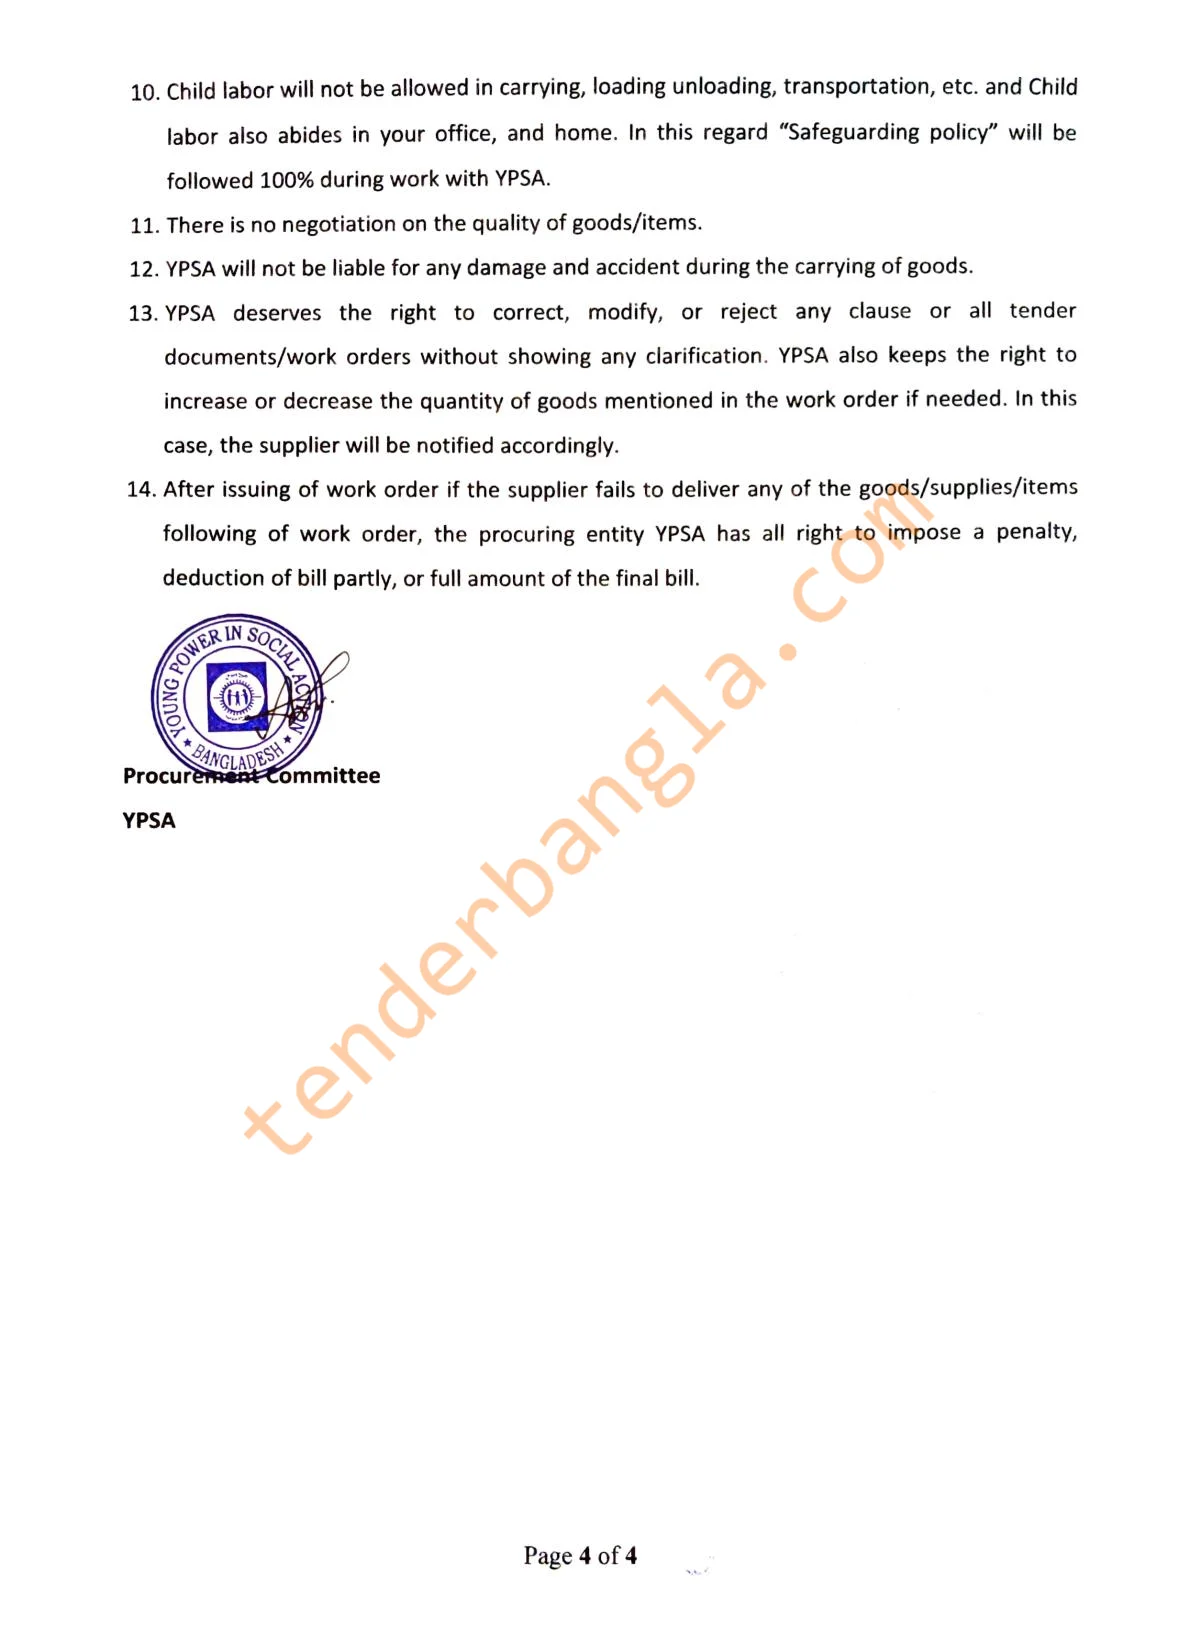 10. Child labor will not be allowed in carrying, loading unloading, transportation, etc. and Child
labor also abides in your office, and home. In this regard “Safeguarding policy” will be
followed 100% during work with YPSA.
11. There is no negotiation on the quality of goods/items.
12. YPSA will not be liable for any damage and accident during the carrying of goods.
13. YPSA deserves the right to correct, modify, or reject any clause or all tender
documents/work orders without showing any clarification. YPSA also keeps the right to
increase or decrease the quantity of goods mentioned in the work order if needed. In this
case, the supplier will be notified accordingly.
14. After issuing of work order if the supplier fails to deliver any of the goods/supplies/items
following of work order, the procuring entity YPSA has all right to impose a penalty,
deduction of bill partly, or full amount of the final bill.
YOUNG POWER IN SOCIAL ACTION
★ BANGLADESH ★
Procurement Committee
YPSA
tenderbangla.com
Page 4 of 4